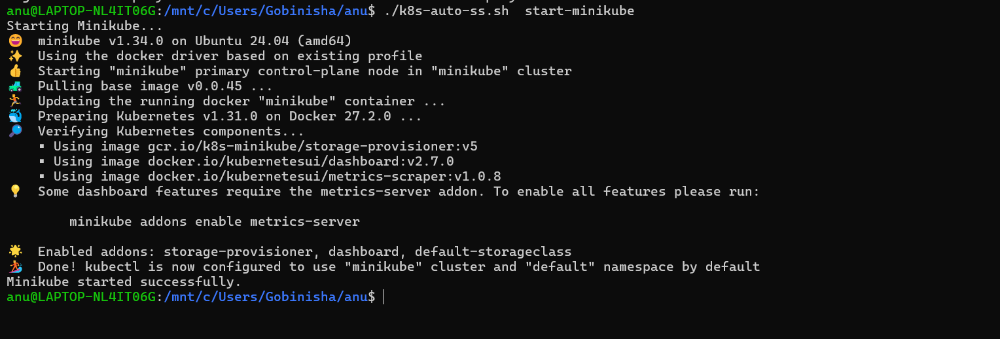 anu@LAPTOP-NL4IT06G:/mnt/c/Users/Gobinisha/anu$ ./k8s-auto-ss.sh  start-minikube
Starting Minikube...
😄  minikube v1.34.0 on Ubuntu 24.04 (amd64)
✨  Using the docker driver based on existing profile
👍  Starting "minikube" primary control-plane node in "minikube" cluster
🚜  Pulling base image v0.0.45 ...
🏃  Updating the running docker "minikube" container ...
🐳  Preparing Kubernetes v1.31.0 on Docker 27.2.0 ...
🔎  Verifying Kubernetes components...
    ▪ Using image gcr.io/k8s-minikube/storage-provisioner:v5
    ▪ Using image docker.io/kubernetesui/dashboard:v2.7.0
    ▪ Using image docker.io/kubernetesui/metrics-scraper:v1.0.8
💡  Some dashboard features require the metrics-server addon. To enable all features please run:
        minikube addons enable metrics-server
🌟  Enabled addons: storage-provisioner, dashboard, default-storageclass
🏄  Done! kubectl is now configured to use "minikube" cluster and "default" namespace by default
Minikube started successfully.
anu@LAPTOP-NL4IT06G:/mnt/c/Users/Gobinisha/anu$